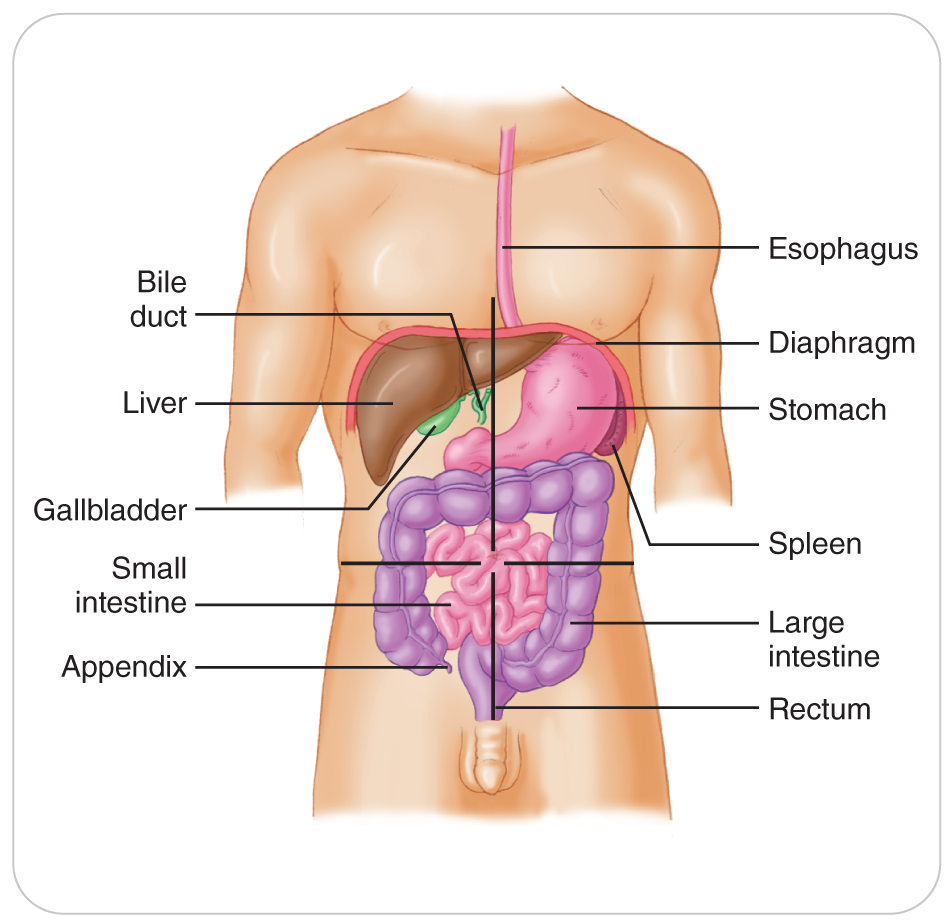 Bile
duct
Liver
Gallbladder
Small
intestine
Appendix
Esophagus
Diaphragm
Stomach
Spleen
Large
intestine
Rectum